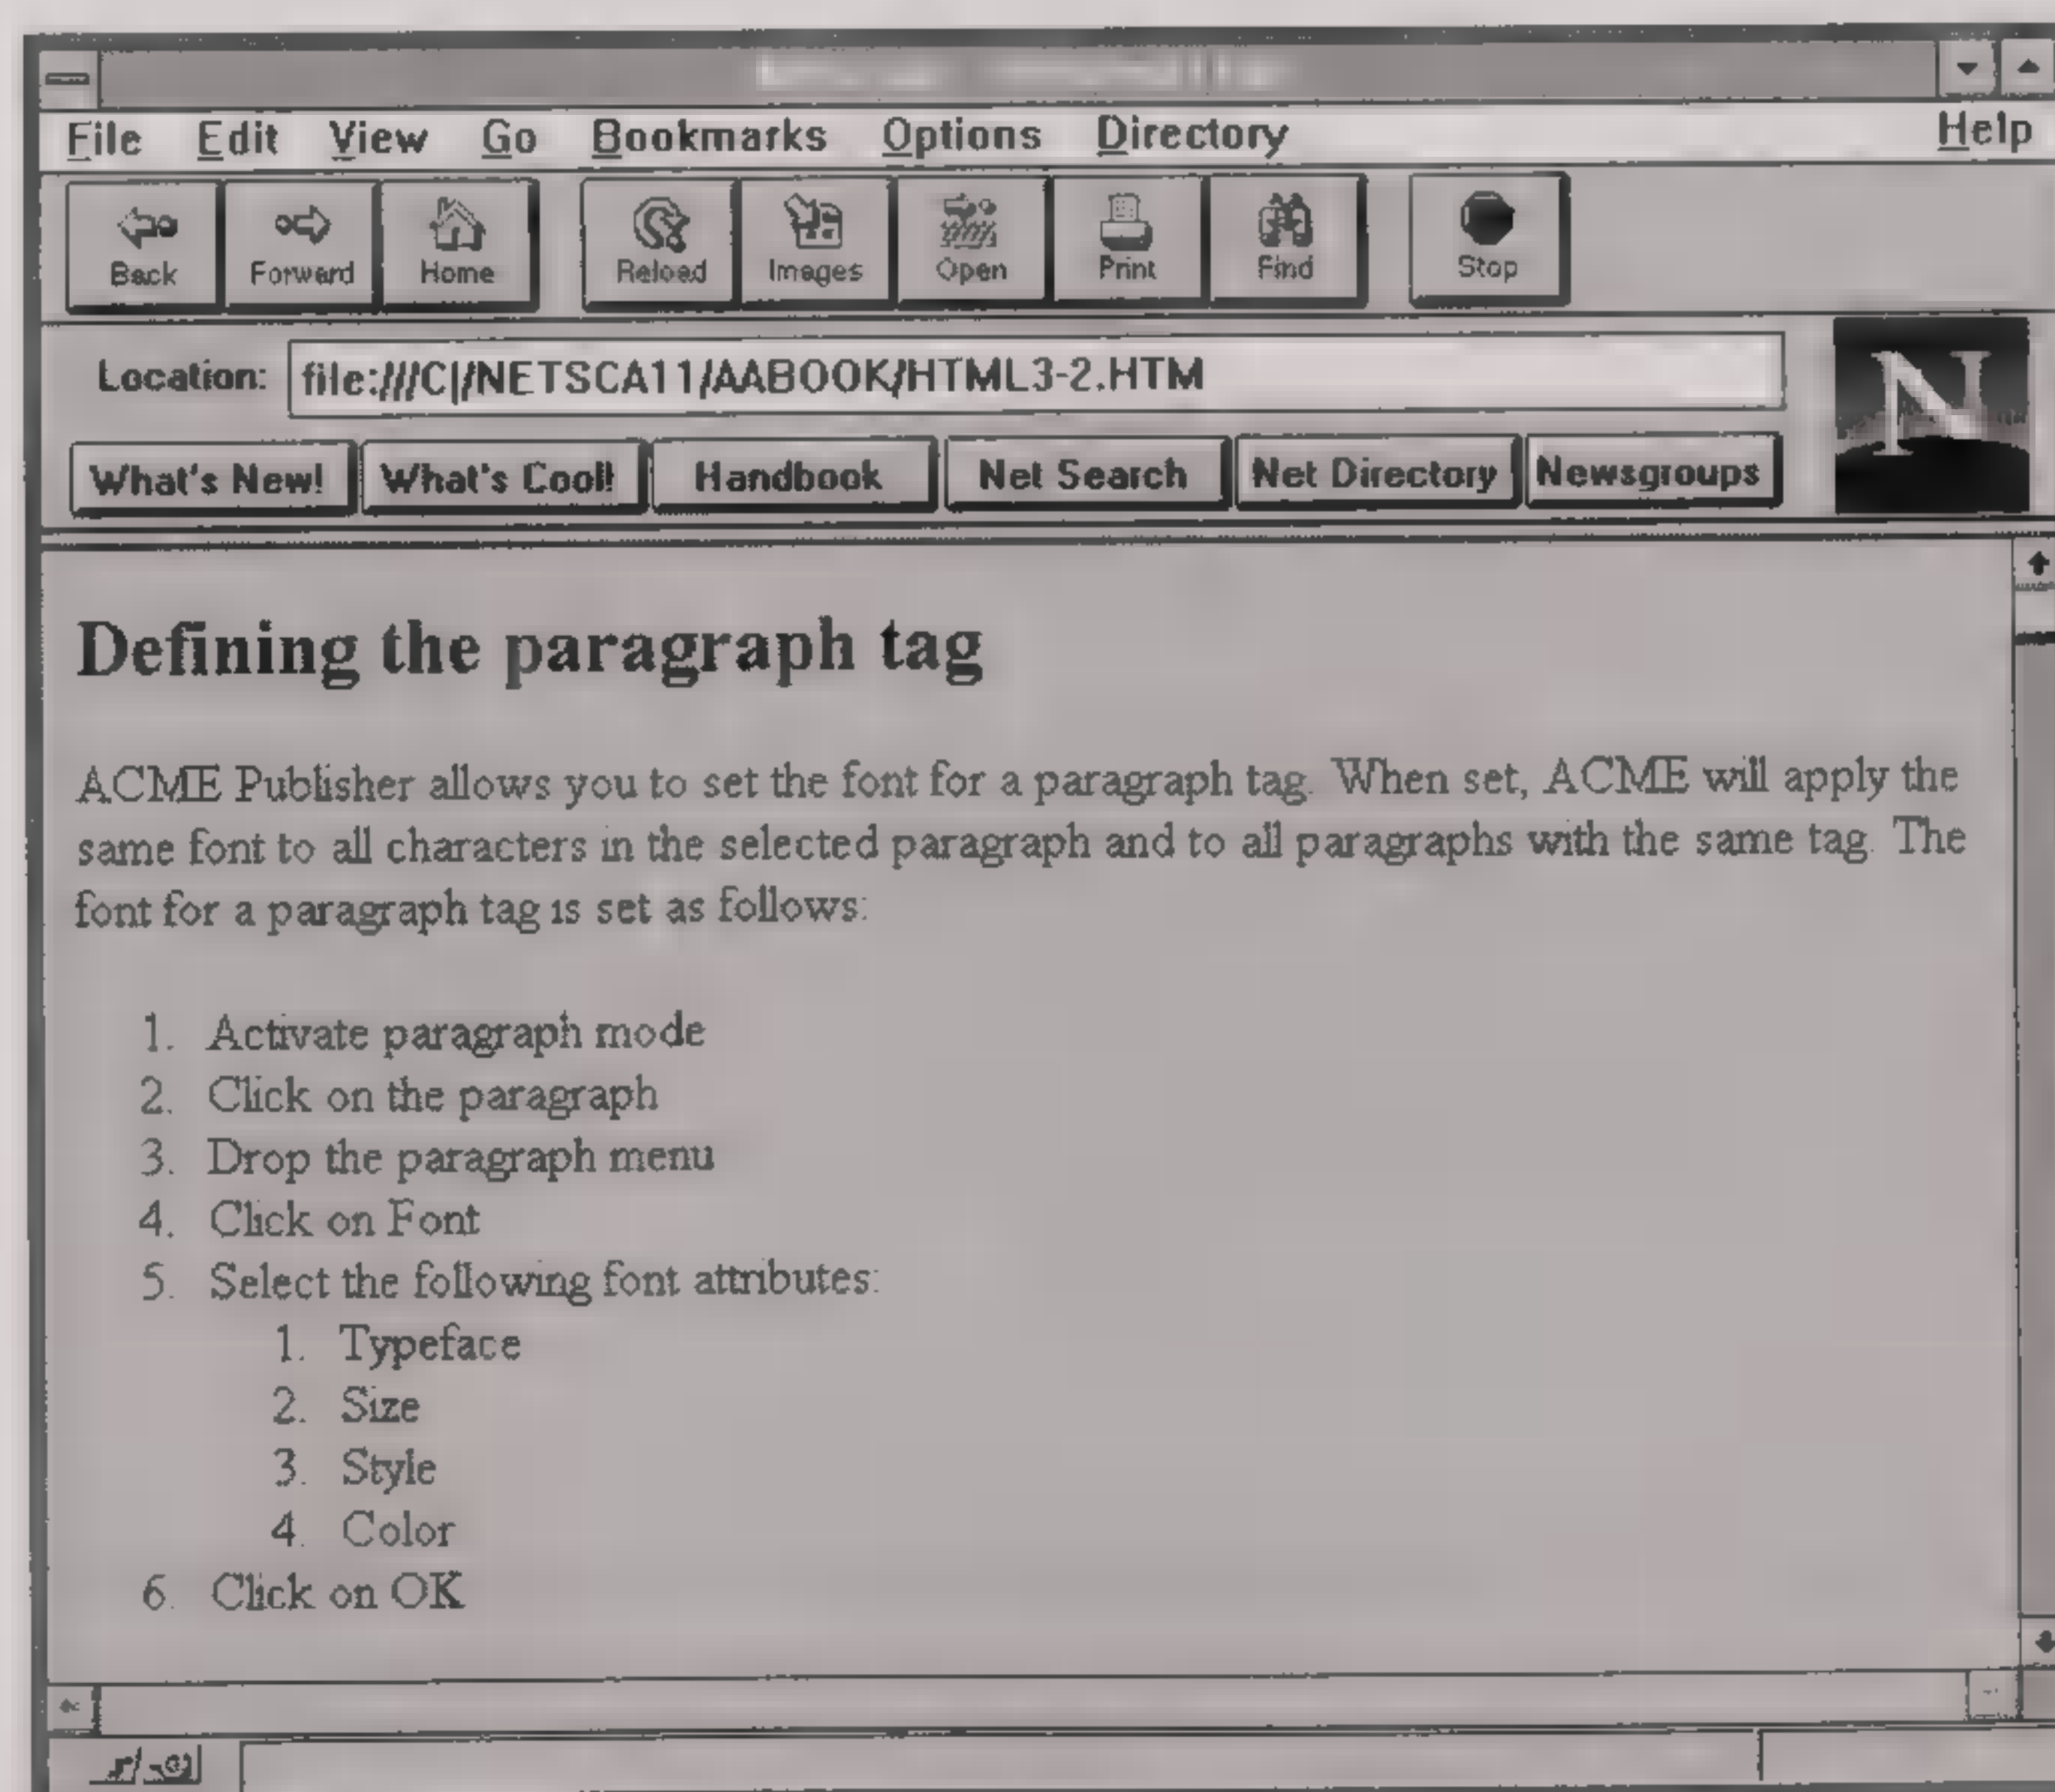 File Edit View Go Bookmarks Options Directory Help
Back Forward Home Reload Images Open Print Find Stop
Location: file:///C|/NETSCA11/AABOOK/HTML3-2.HTM
N
What's New! What's Cool! Handbook Net Search Net Directory Newsgroups
Defining the paragraph tag
ACME Publisher allows you to set the font for a paragraph tag. When set, ACME will apply the
same font to all characters in the selected paragraph and to all paragraphs with the same tag. The
font for a paragraph tag is set as follows:
1. Activate paragraph mode
2. Click on the paragraph
3. Drop the paragraph menu
4. Click on Font
5. Select the following font attributes:
1. Typeface
2. Size
3. Style
4. Color
6. Click on OK